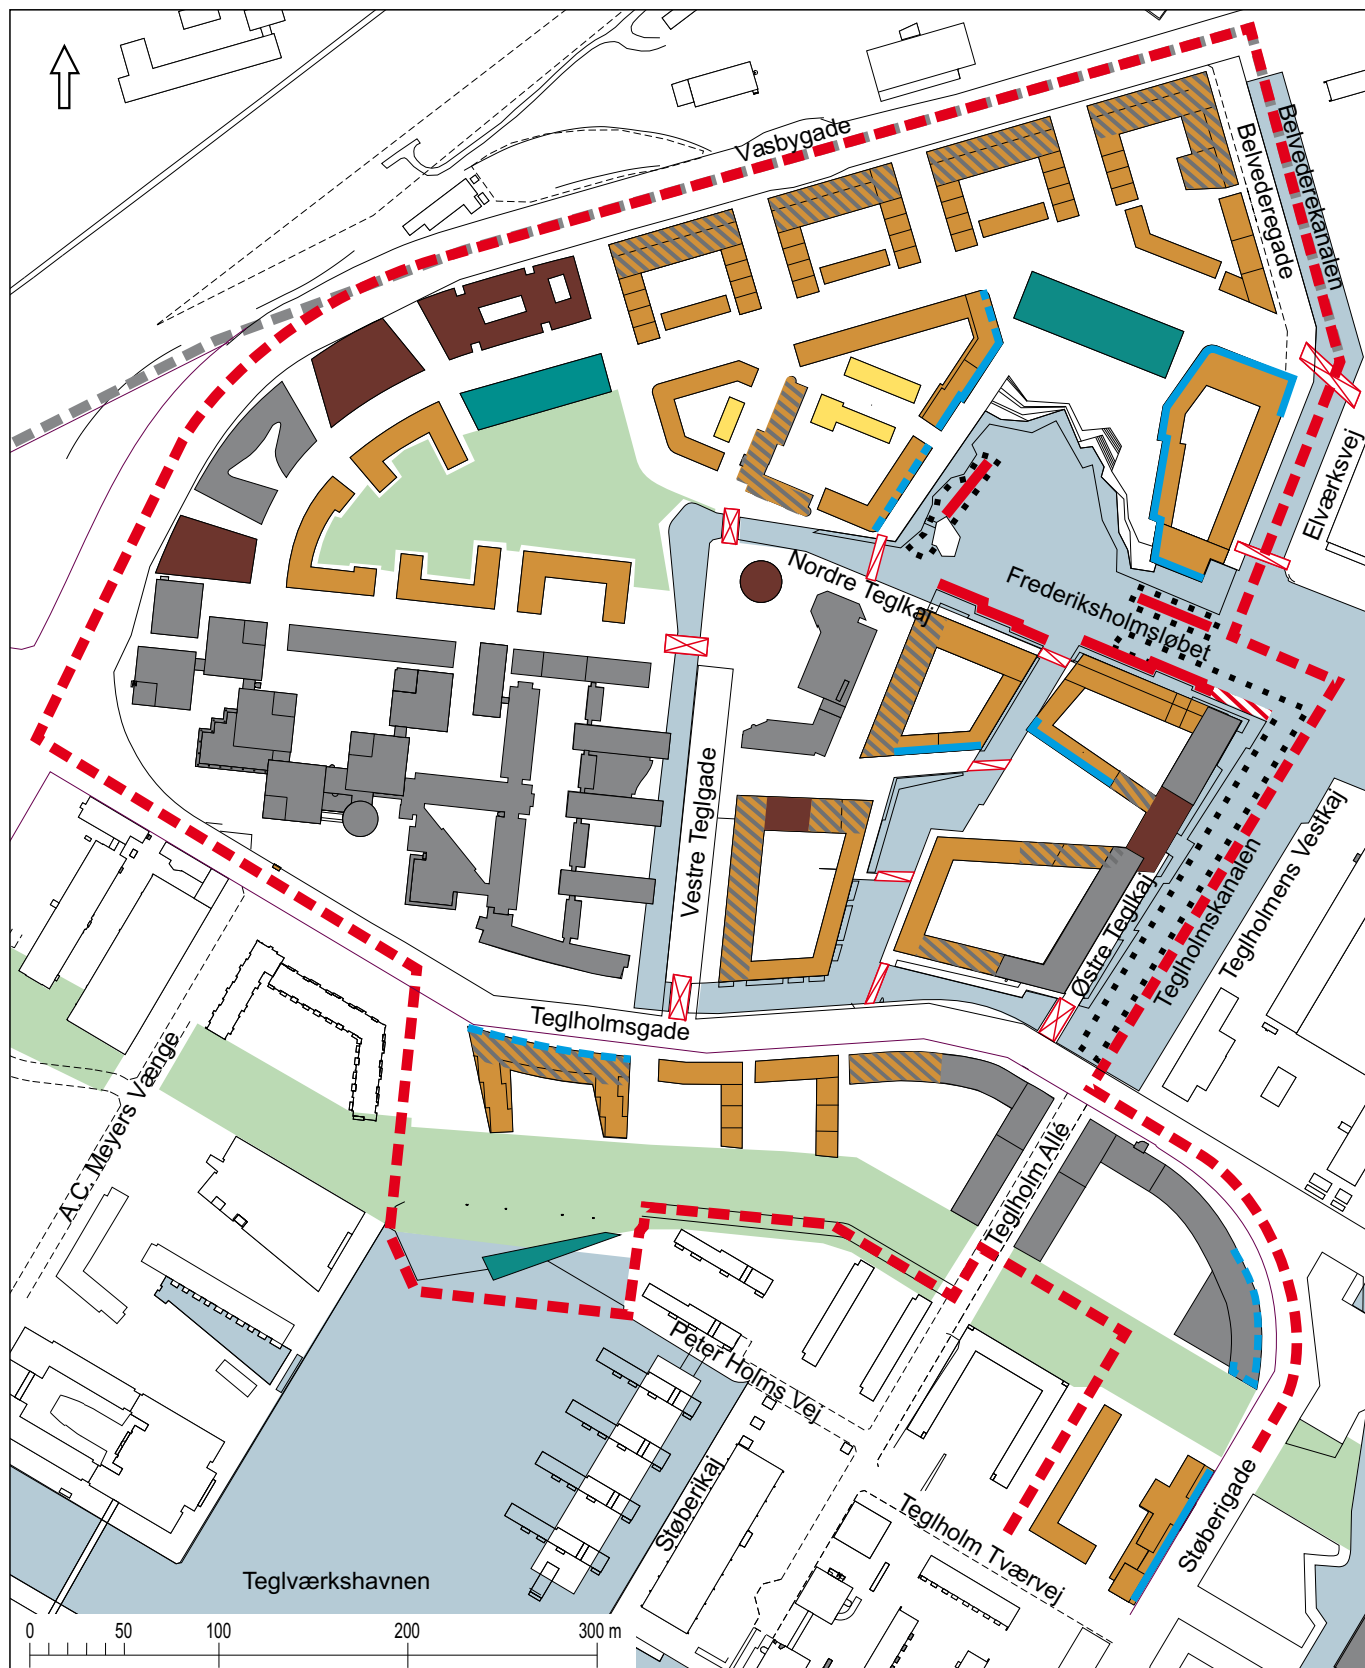 Vasbygade
Belvederegade
Belvederekanalen
Elværksvej
Nordre Teglkaj
Frederiksholmsløbet
Vestre Teglgade
Østre Teglkaj
Teglholmskanalen
Teglholmens Vestkaj
Teglholmsgade
A.C. Meyers Vænge
Teglholm Allé
Peter Holms Vej
Støberikaj
Teglholm Tværvej
Støberigade
Teglværkshavnen
0 50 100 200 300 m